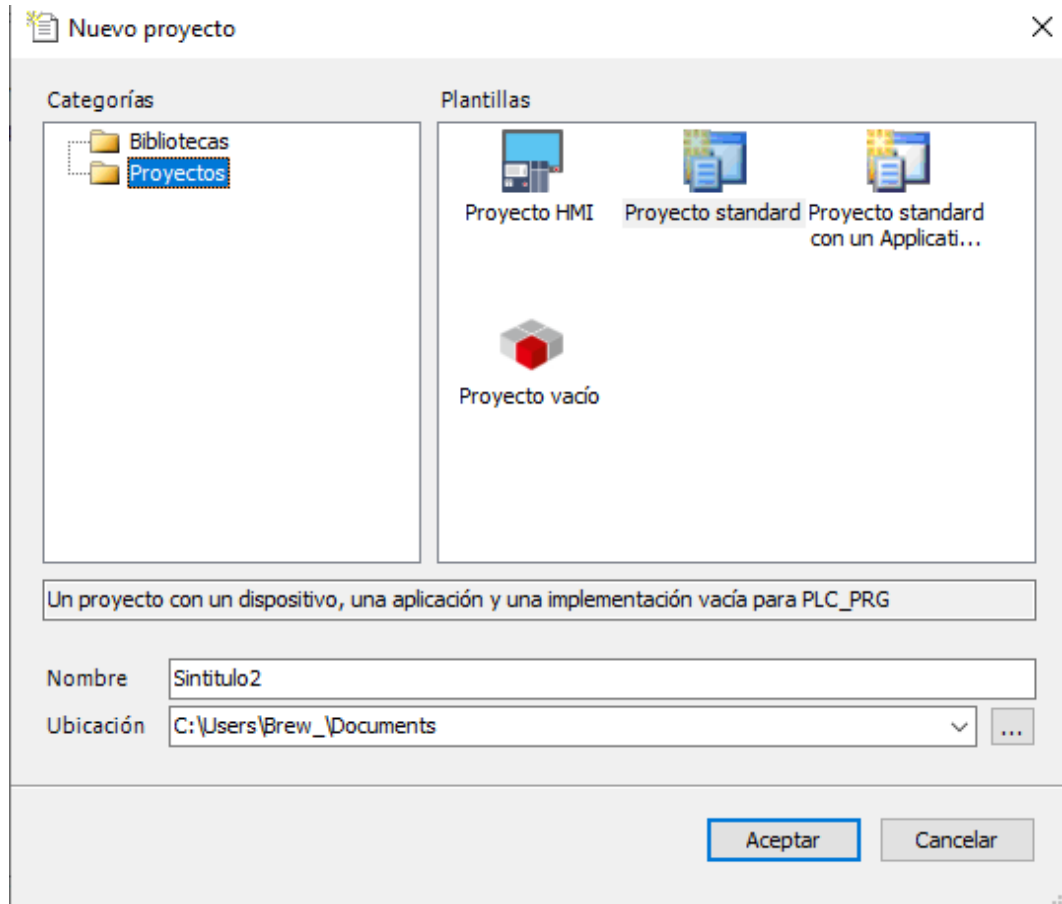 Nuevo proyecto
Categorías
Plantillas
Bibliotecas
Proyectos
Proyecto HMI
Proyecto standard
Proyecto standard
con un Applicati...
Proyecto vacío
Un proyecto con un dispositivo, una aplicación y una implementación vacía para PLC_PRG
Nombre
Sintitulo2
Ubicación
C:\Users\Brew_\Documents
...
Aceptar
Cancelar